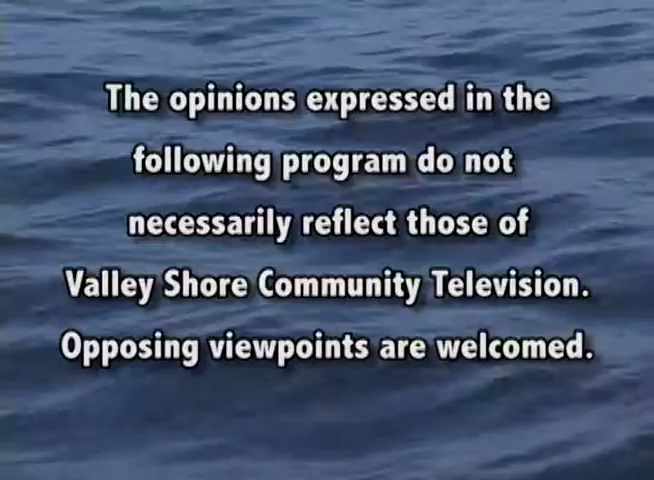 The opinions expressed in the
following program do not
necessarily reflect those of
Valley Shore Community Television.
Opposing viewpoints are welcomed.